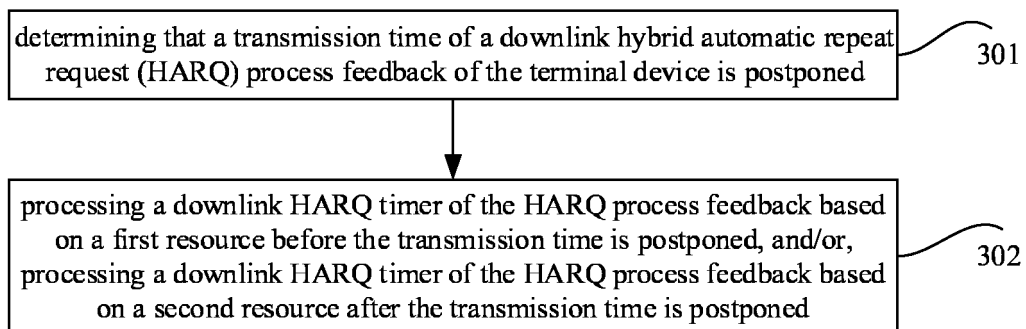 determining that a transmission time of a downlink hybrid automatic repeat
request (HARQ) process feedback of the terminal device is postponed
301
processing a downlink HARQ timer of the HARQ process feedback based
on a first resource before the transmission time is postponed, and/or,
processing a downlink HARQ timer of the HARQ process feedback based
on a second resource after the transmission time is postponed
302